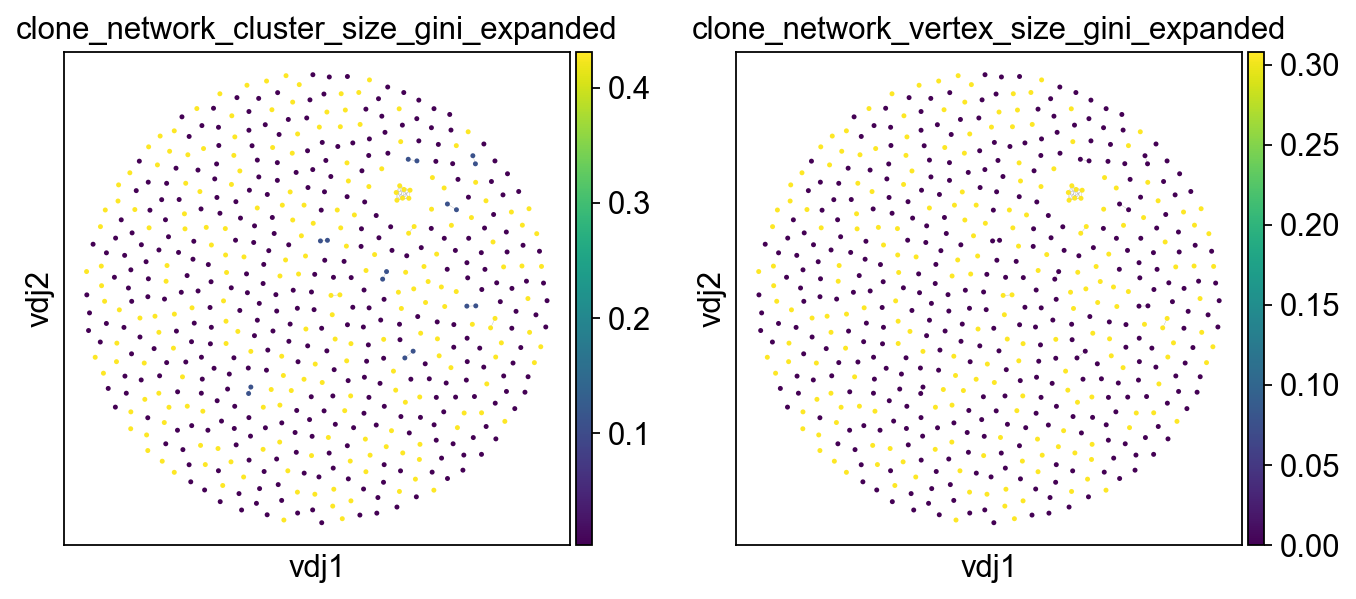 clone_network_cluster_size_gini_expanded
vdj2
vdj1
0.4
0.3
0.2
0.1
clone_network_vertex_size_gini_expanded
vdj2
vdj1
0.30
0.25
0.20
0.15
0.10
0.05
0.00